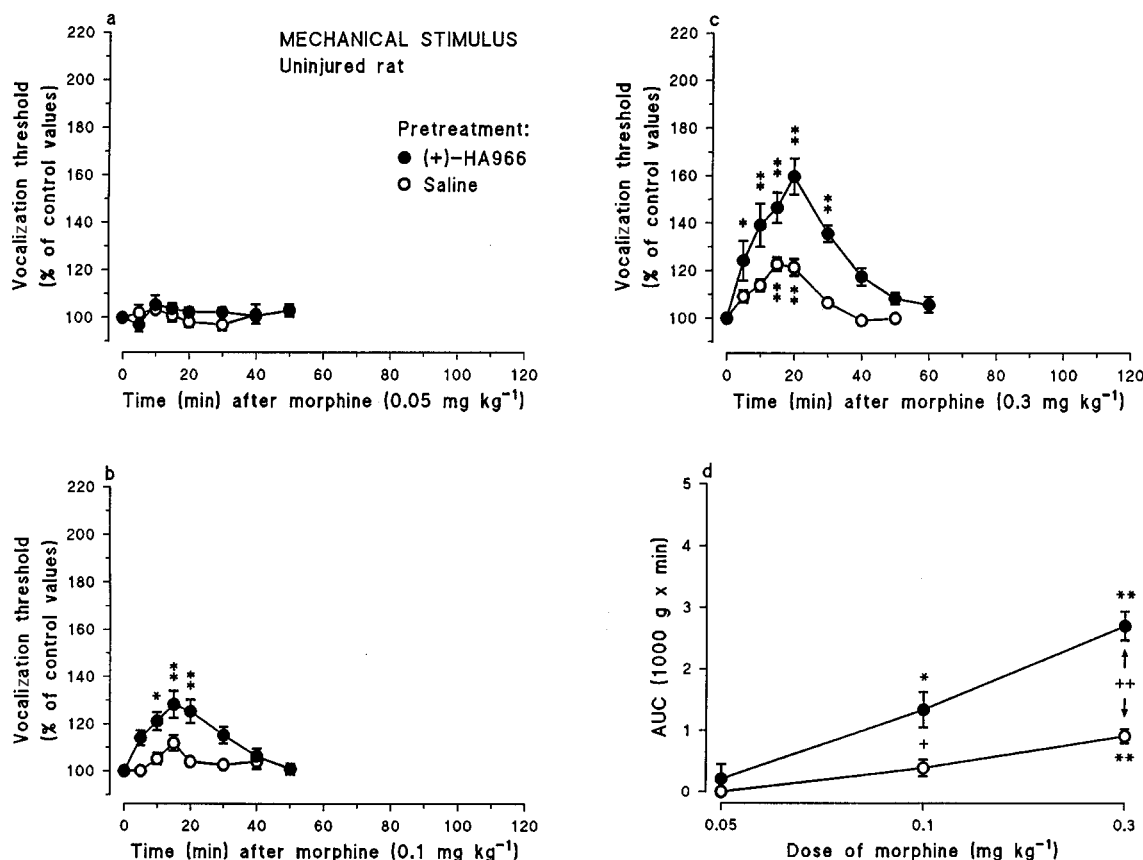 a
MECHANICAL STIMULUS
Uninjured rat
Pretreatment:
(+)–HA966
Saline
Vocalization threshold
(% of control values)
220
200
180
160
140
120
100
0 20 40 60 80 100 120
Time (min) after morphine (0.05 mg kg⁻¹)
b
Vocalization threshold
(% of control values)
220
200
180
160
140
120
100
* ** **
0 20 40 60 80 100 120
Time (min) after morphine (0.1 mg kg⁻¹)
c
Vocalization threshold
(% of control values)
220
200
180
160
140
120
100
* ** ** ** **
** **
0 20 40 60 80 100 120
Time (min) after morphine (0.3 mg kg⁻¹)
d
AUC (1000 g x min)
5
4
3
2
1
0
* **
+ ++
**
0.05 0.1 0.3
Dose of morphine (mg kg⁻¹)